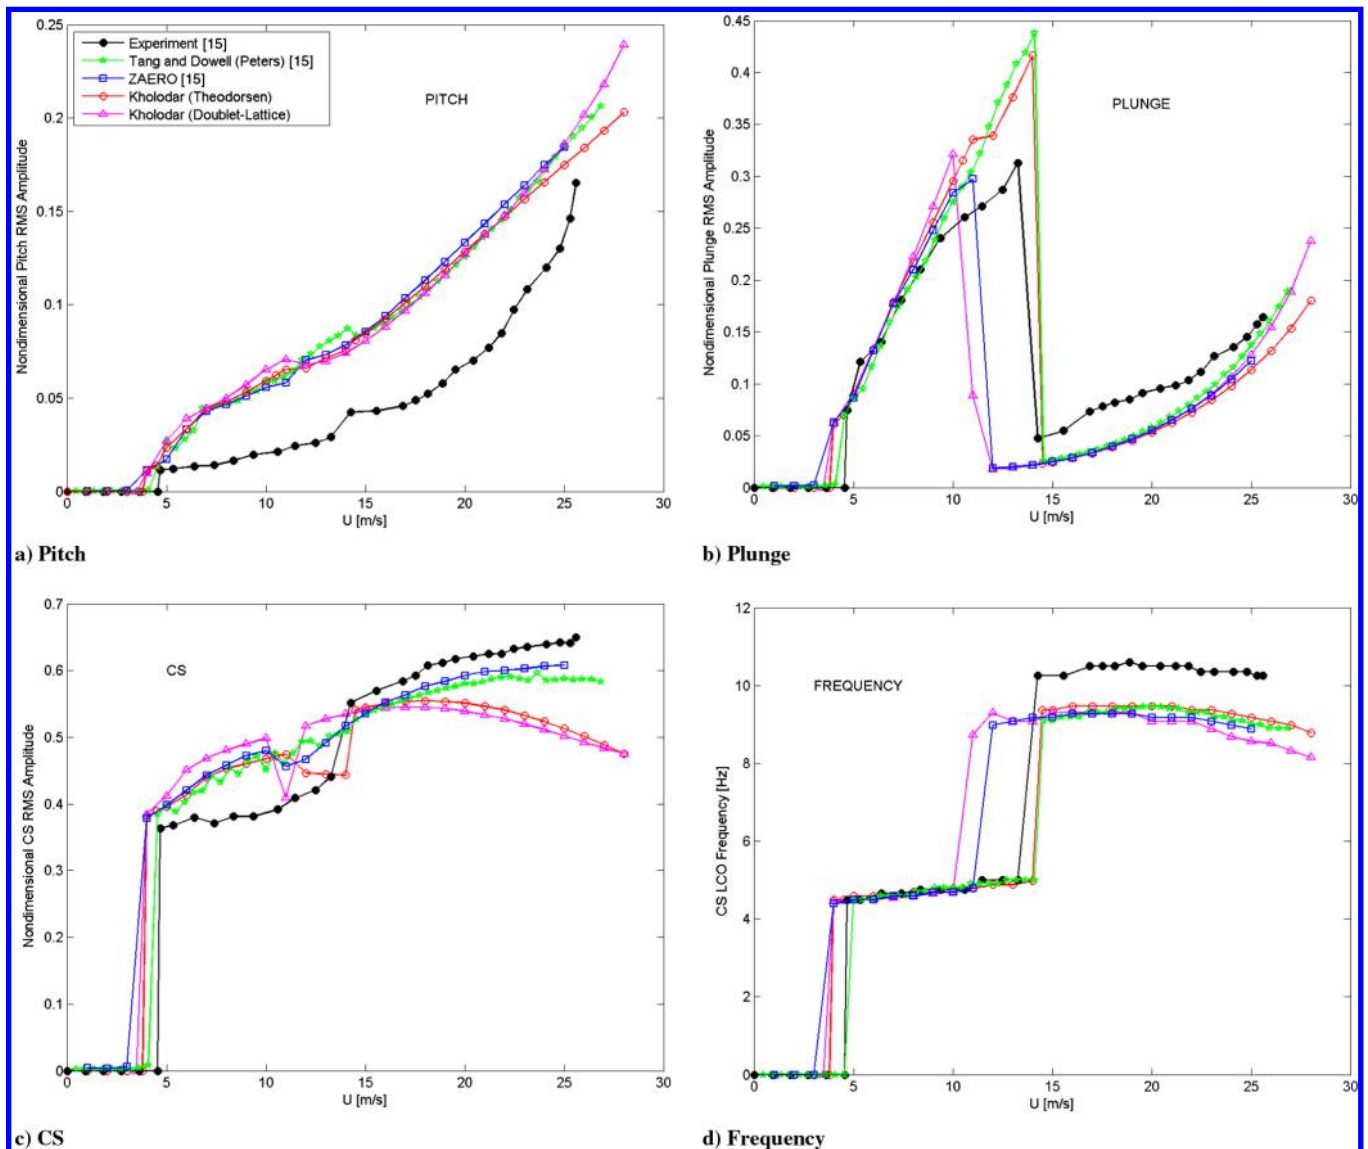 0.25
0.2
0.15
0.1
0.05
0
Nondimensional Pitch RMS Amplitude
Experiment [15]
Tang and Dowell (Peters) [15]
ZAERO [15]
Kholodar (Theodorsen)
Kholodar (Doublet-Lattice)
PITCH
0 5 10 15 20 25 30
U [m/s]
a) Pitch
0.45
0.4
0.35
0.3
0.25
0.2
0.15
0.1
0.05
0
Nondimensional Plunge RMS Amplitude
PLUNGE
0 5 10 15 20 25 30
U [m/s]
b) Plunge
0.7
0.6
0.5
0.4
0.3
0.2
0.1
0
Nondimensional CS RMS Amplitude
CS
0 5 10 15 20 25 30
U [m/s]
c) CS
12
10
8
6
4
2
0
CS LCO Frequency [Hz]
FREQUENCY
0 5 10 15 20 25 30
U [m/s]
d) Frequency